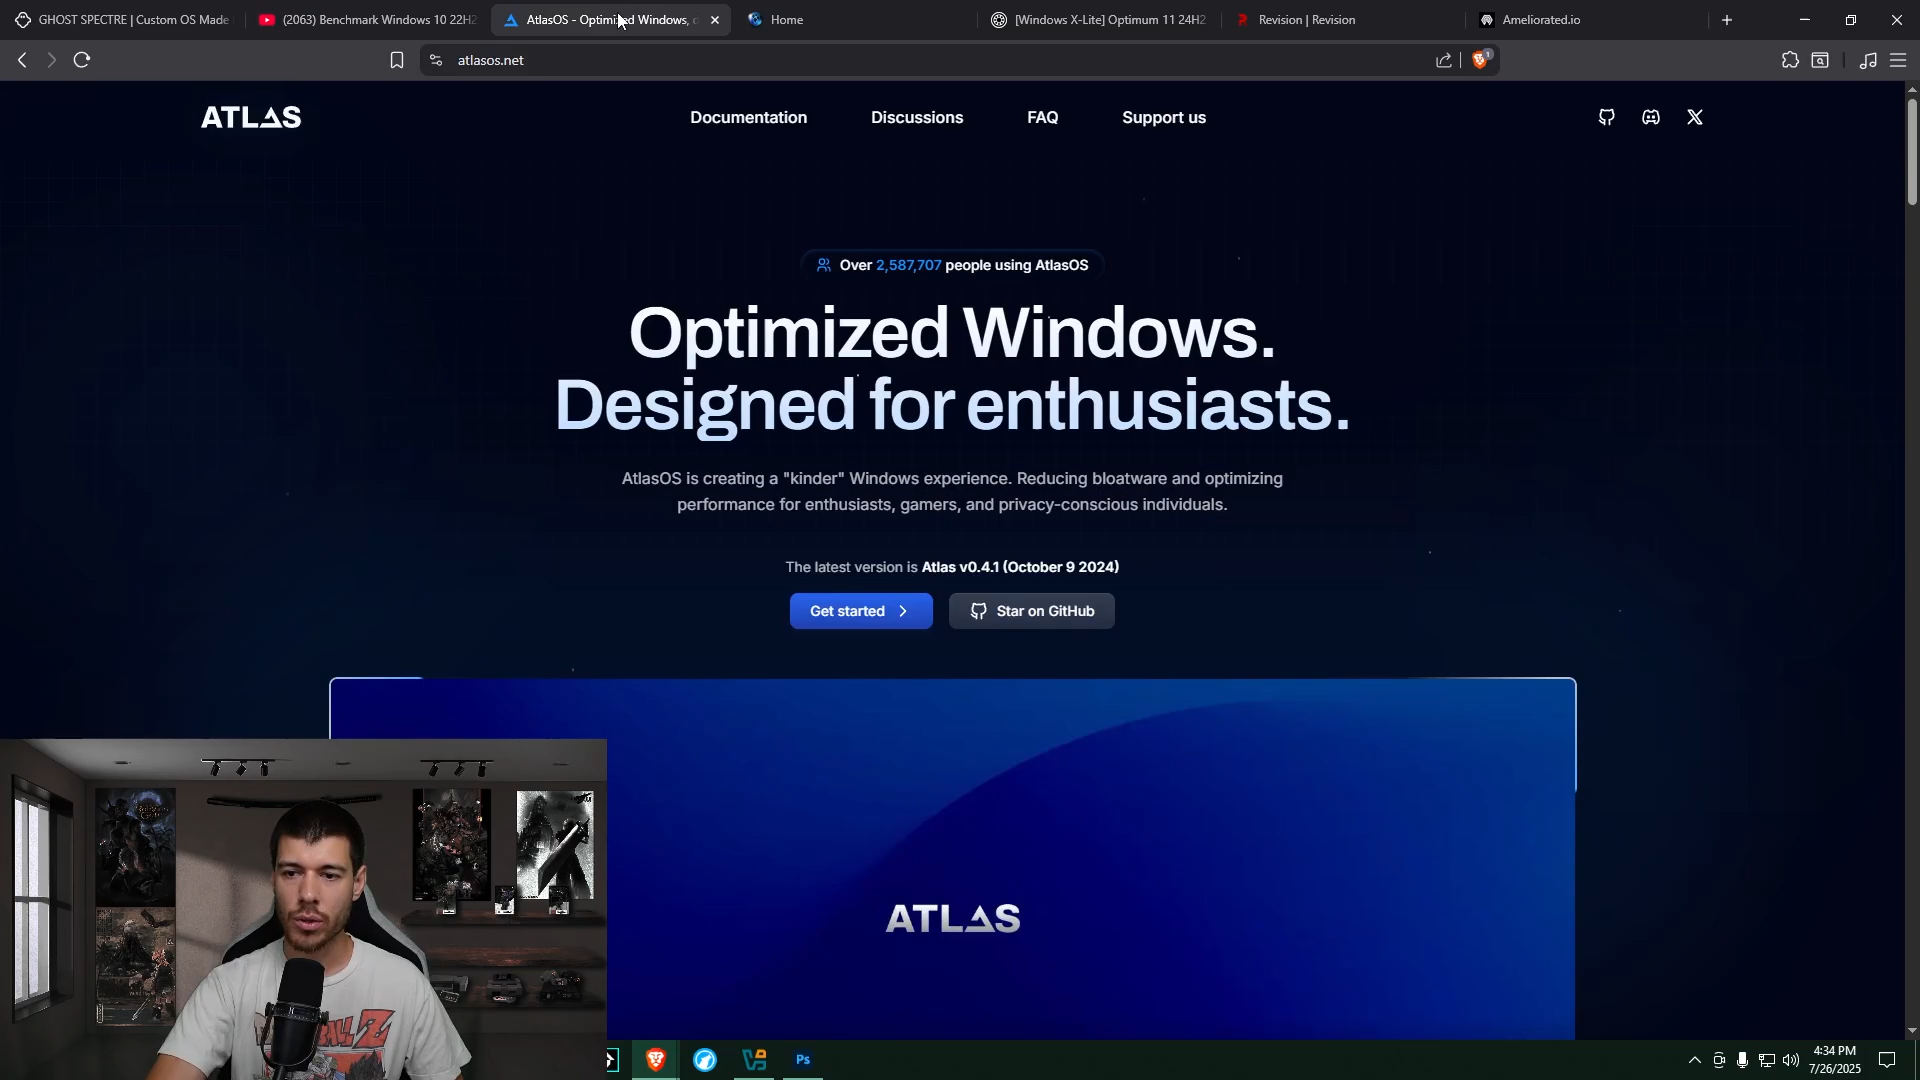 GHOST SPECTRE | Custom OS Made
(2063) Benchmark Windows 10 22H2
AtlasOS - Optimized Windows,
Home
[Windows X-Lite] Optimum 11 24H2
Revision | Revision
Ameliorated.io
atlasos.net
1
ATLAS
Documentation
Discussions
FAQ
Support us
Over 2,587,707 people using AtlasOS
Optimized Windows.
Designed for enthusiasts.
AtlasOS is creating a "kinder" Windows experience. Reducing bloatware and optimizing
performance for enthusiasts, gamers, and privacy-conscious individuals.
The latest version is Atlas v0.4.1 (October 9 2024)
Get started
Star on GitHub
ATLAS
Ps
4:34 PM
7/26/2025